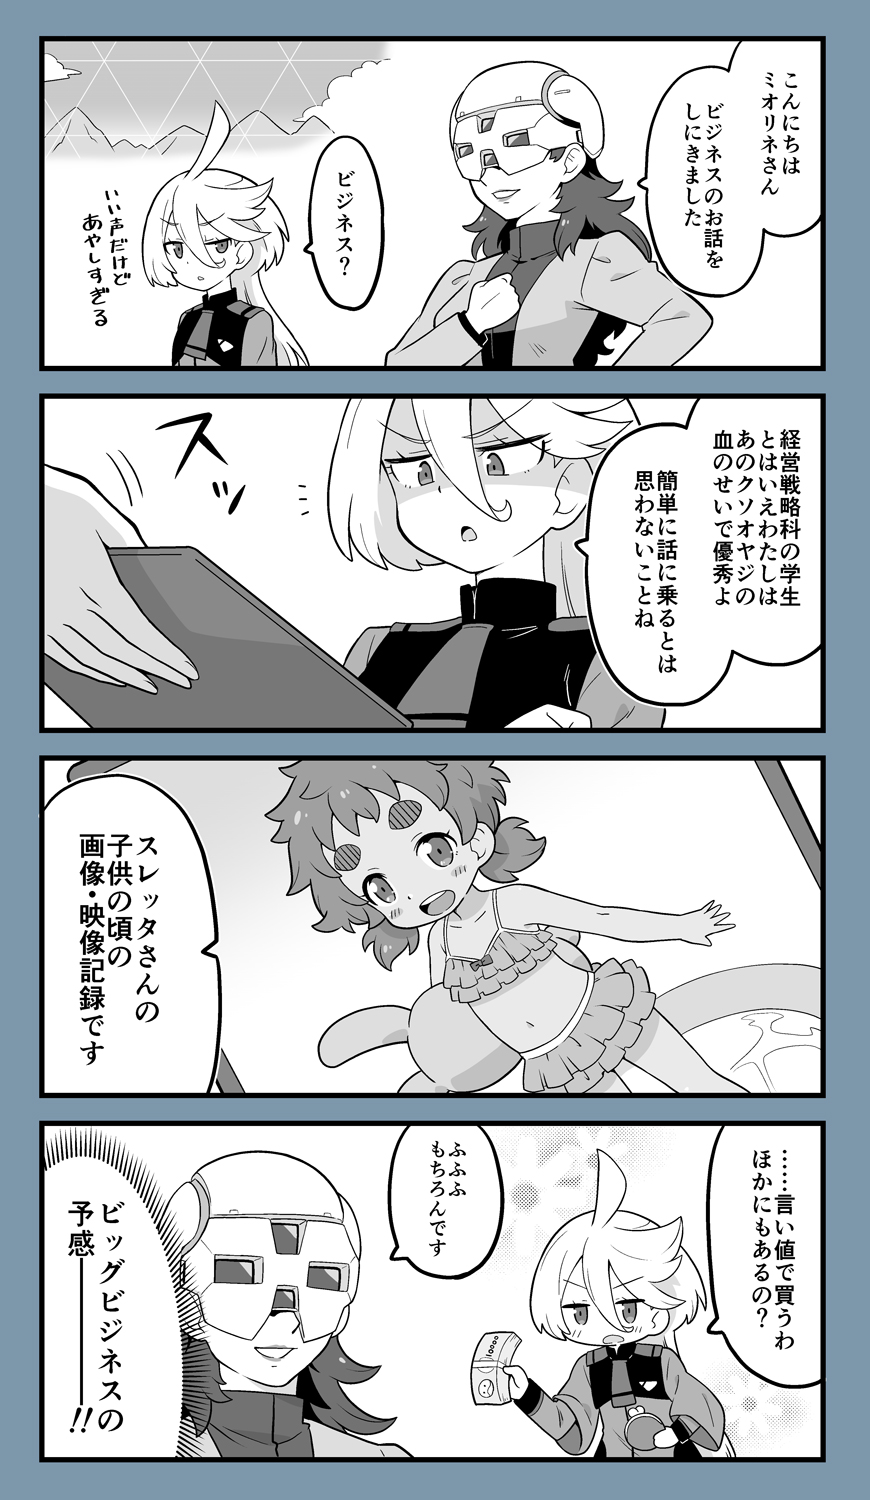 こんにちは
ミオリネさん
ビジネスのお話を
しにきました
ビジネス？
いい声だけど
あやしすぎる
経営戦略科の学生
とはいえわたしは
あのクソオヤジの
血のせいで優秀よ
簡単に話に乗るとは
思わないことね
スッ
スレッタさんの
子供の頃の
画像・映像記録です
……言い値で買うわ
ほかにもあるの？
10000
ふふふ
もちろんです
ビッグビジネスの
予感――!!